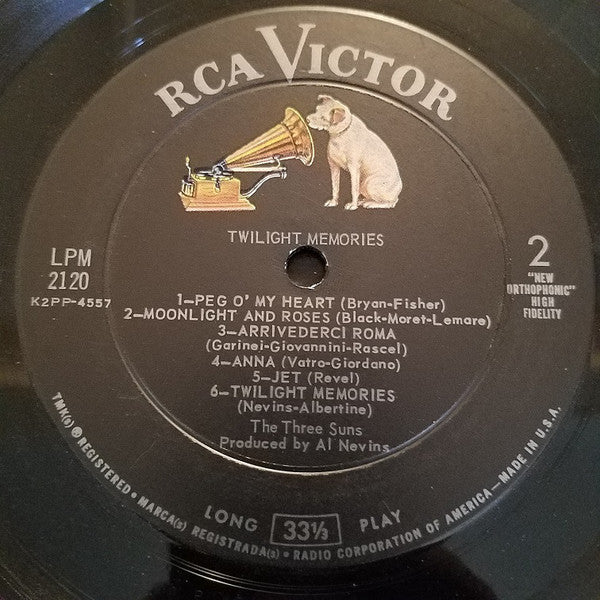 RCA VICTOR
TWILIGHT MEMORIES
LPM
2120
K2PP-4557
2
"NEW
ORTHOPHONIC"
HIGH
FIDELITY
1—PEG O' MY HEART (Bryan-Fisher)
2—MOONLIGHT AND ROSES (Black-Moret-Lemare)
3—ARRIVEDERCI ROMA
(Garinei-Giovannini-Rascel)
4—ANNA (Vatro-Giordano)
5—JET (Revel)
6—TWILIGHT MEMORIES
(Nevins-Albertine)
The Three Suns
Produced by Al Nevins
LONG 33⅓ PLAY
TMK(s) ® REGISTERED • MARCA(s) REGISTRADA(s) • RADIO CORPORATION OF AMERICA—MADE IN U.S.A.